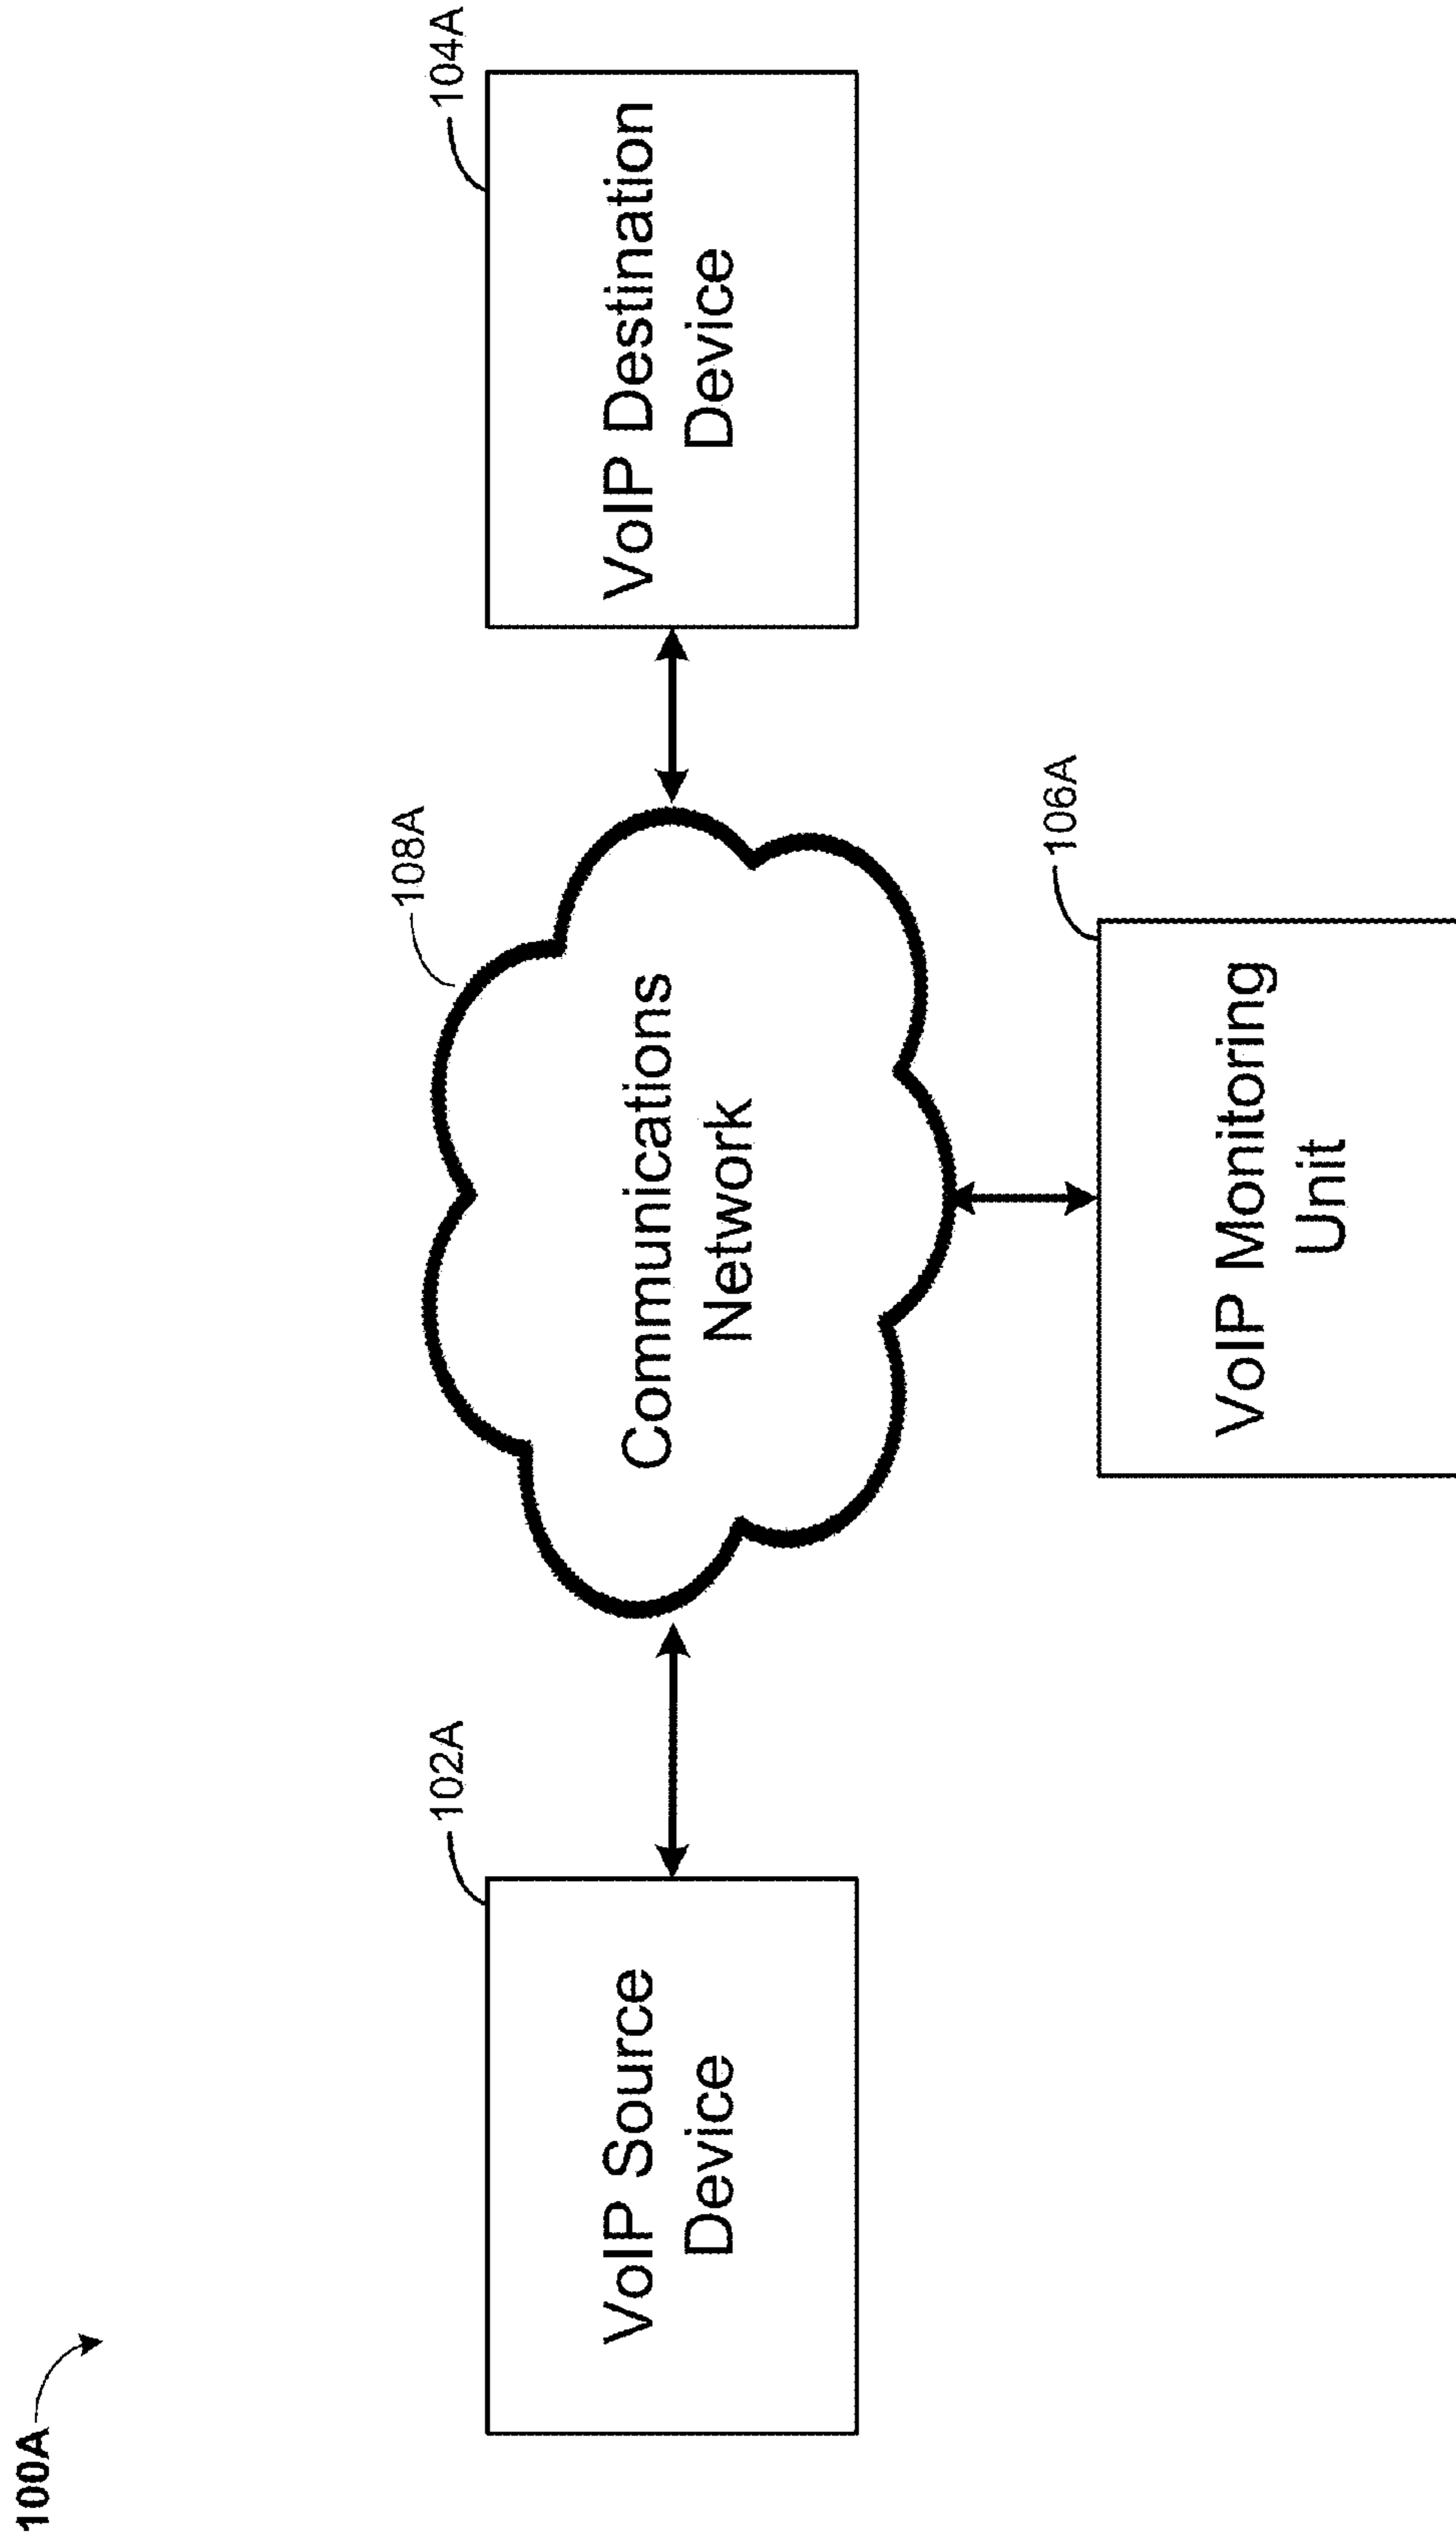 100A
102A
VoIP Source
Device
108A
Communications
Network
104A
VoIP Destination
Device
106A
VoIP Monitoring
Unit